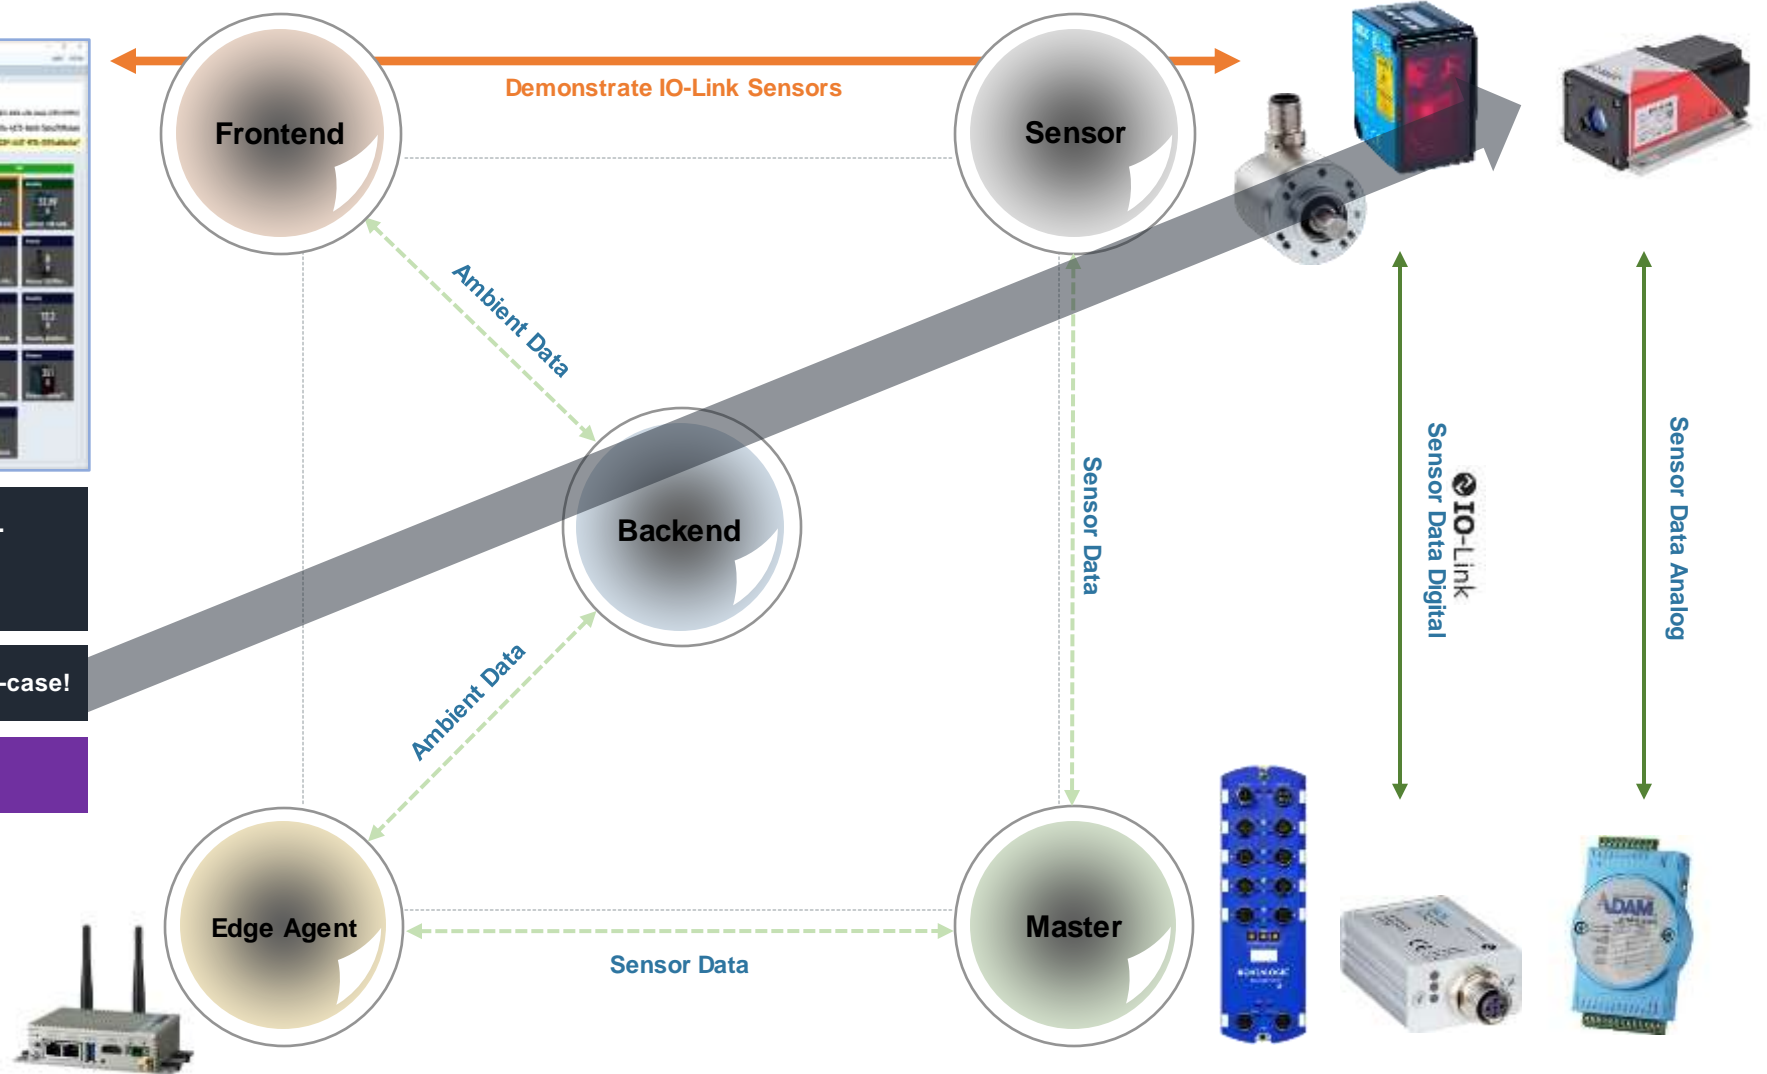 Demonstrate IO-Link Sensors
Frontend
Sensor
Ambient Data
Backend
Sensor Data
Sensor Data Digital
IO-Link
Sensor Data Analog
Ambient Data
-case!
Edge Agent
Sensor Data
Master
ADAM